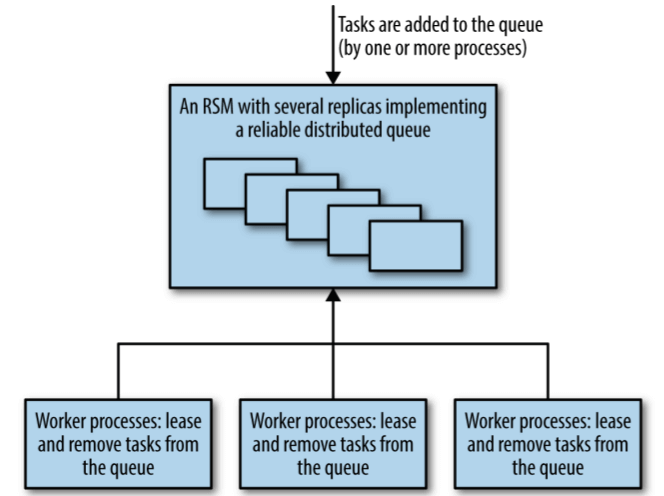 Tasks are added to the queue
(by one or more processes)
An RSM with several replicas implementing
a reliable distributed queue
Worker processes: lease
and remove tasks from
the queue
Worker processes: lease
and remove tasks from
the queue
Worker processes: lease
and remove tasks from
the queue